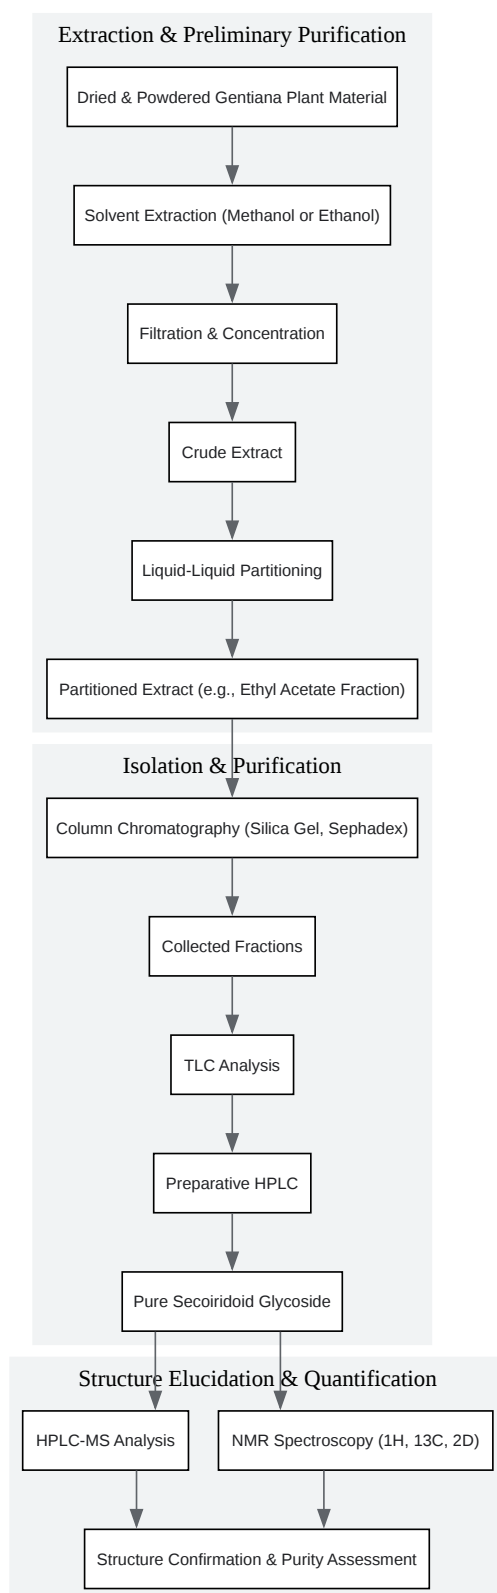 Extraction & Preliminary Purification
Dried & Powdered Gentiana Plant Material
Solvent Extraction (Methanol or Ethanol)
Filtration & Concentration
Crude Extract
Liquid-Liquid Partitioning
Partitioned Extract (e.g., Ethyl Acetate Fraction)
Isolation & Purification
Column Chromatography (Silica Gel, Sephadex)
Collected Fractions
TLC Analysis
Preparative HPLC
Pure Secoiridoid Glycoside
Structure Elucidation & Quantification
HPLC-MS Analysis
NMR Spectroscopy (1H, 13C, 2D)
Structure Confirmation & Purity Assessment